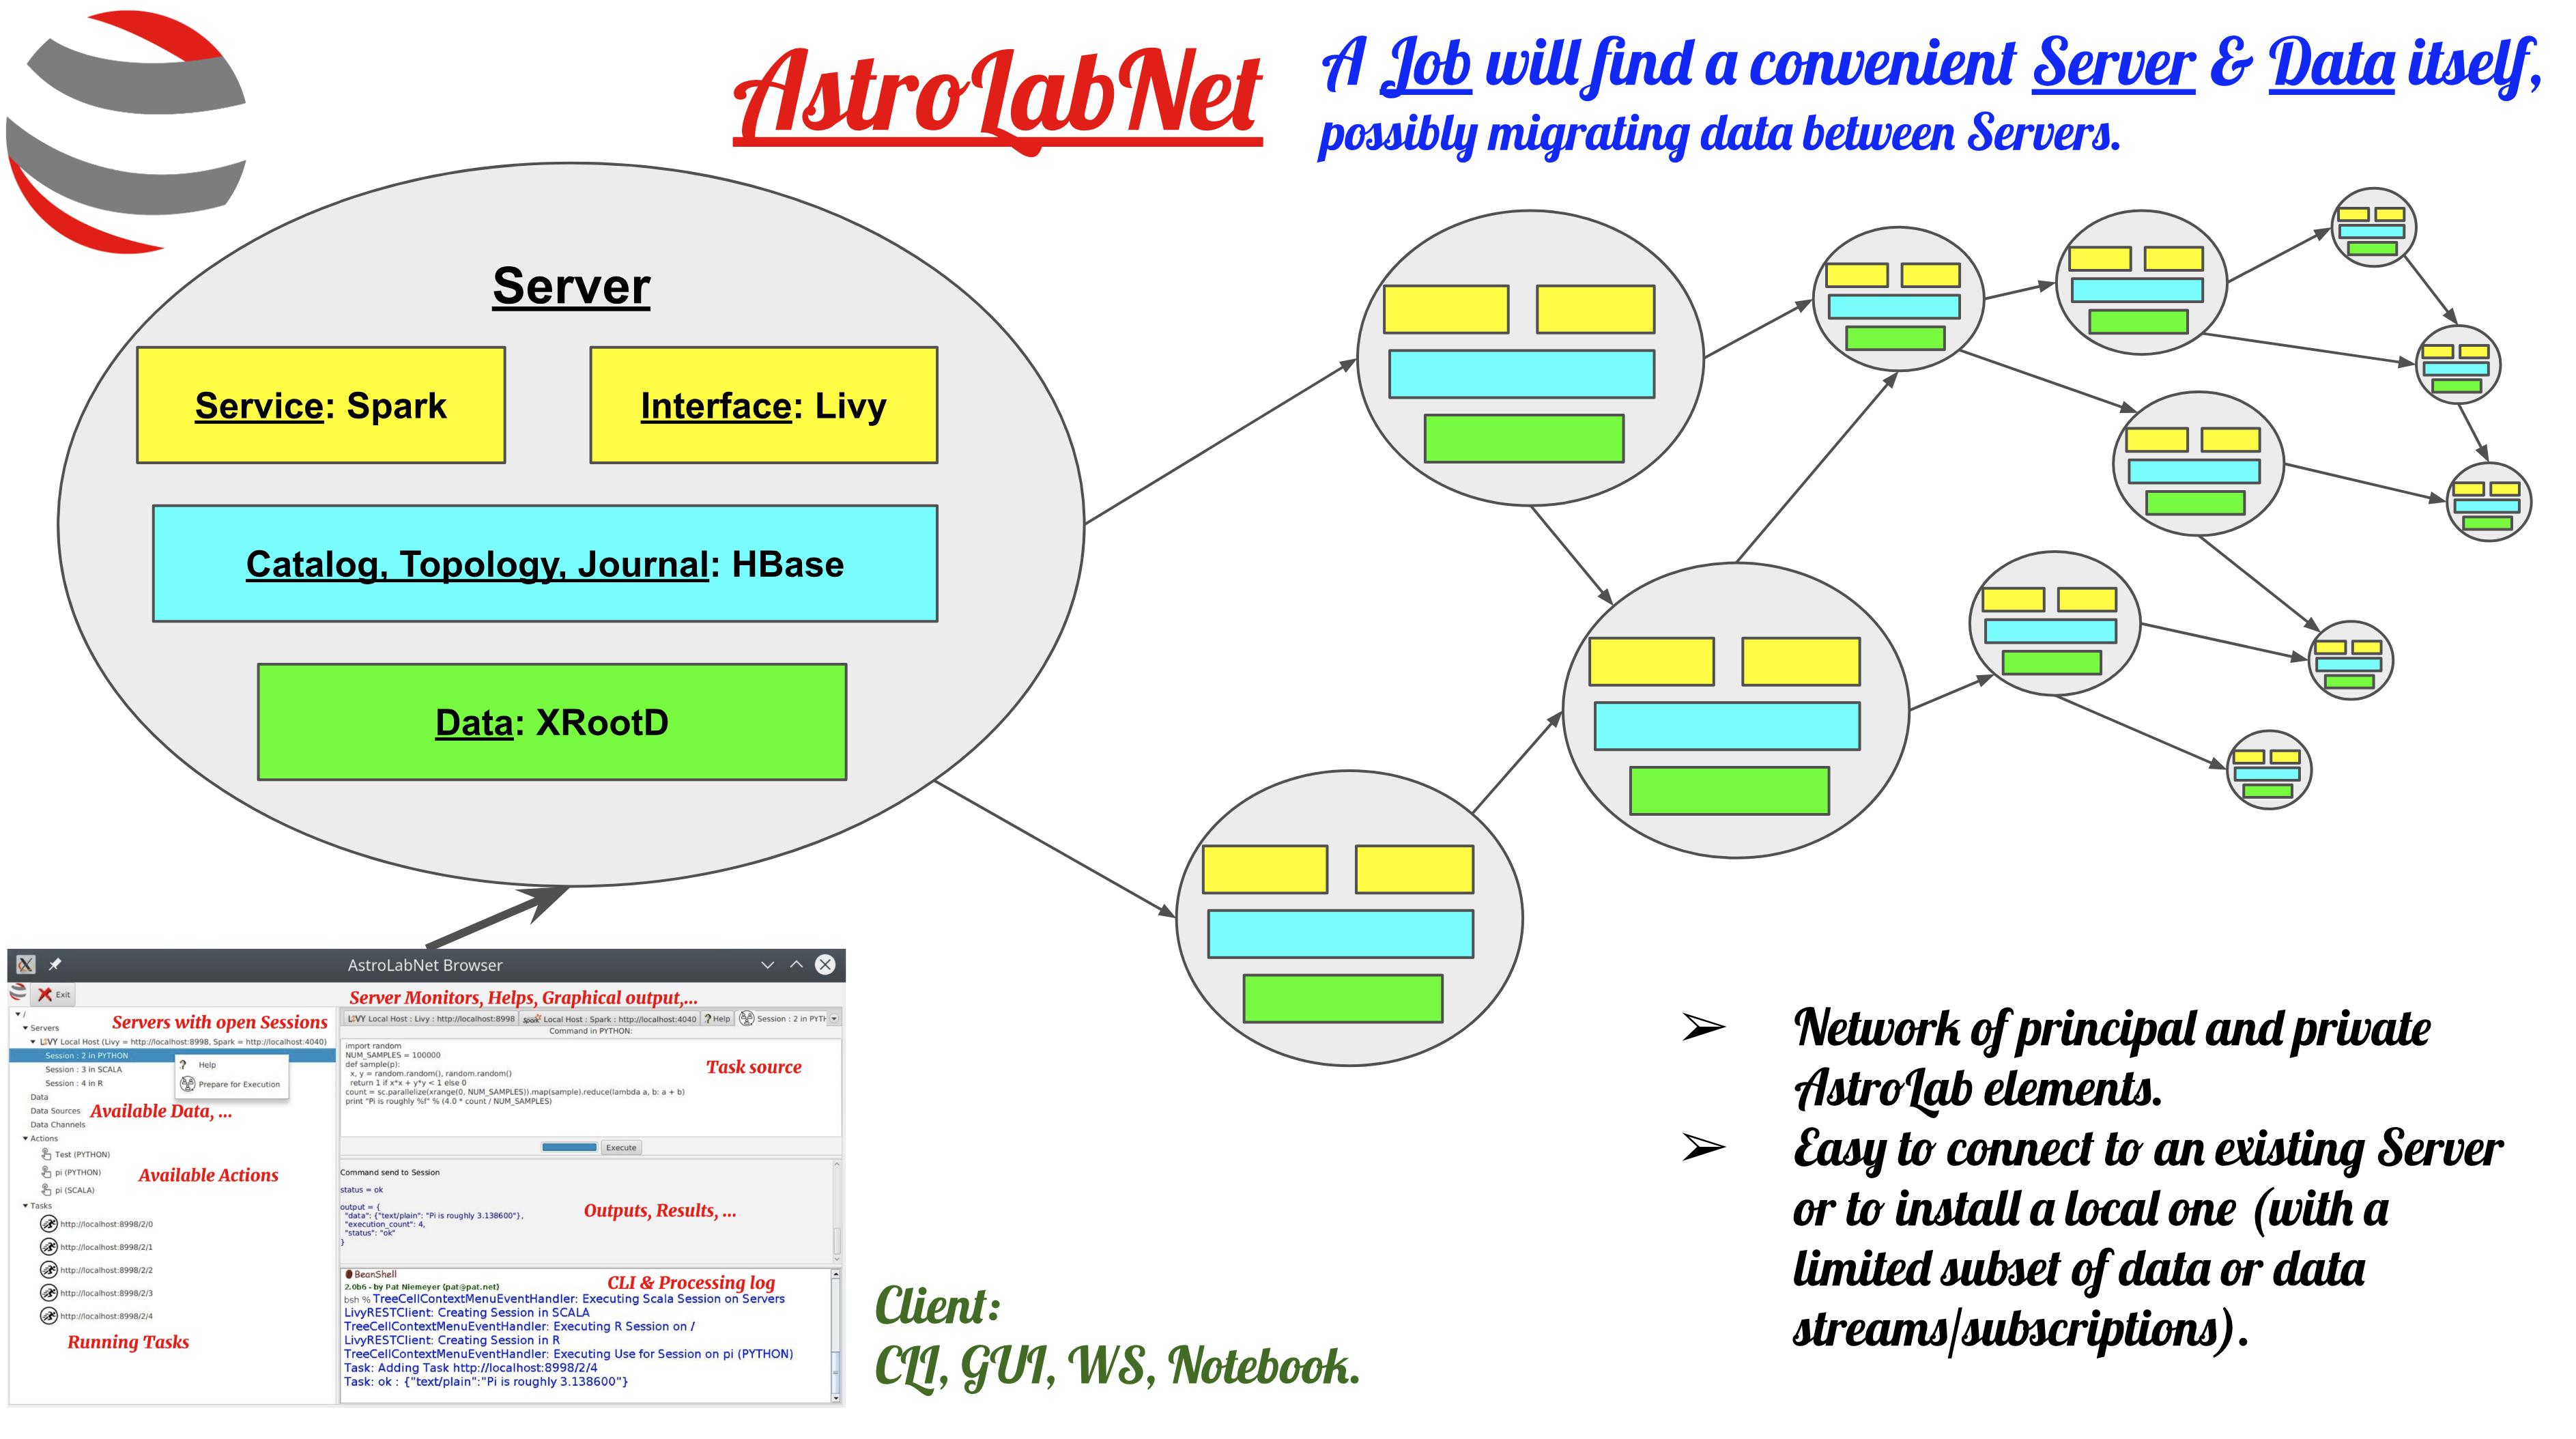 AstroLabNet
A Job will find a convenient Server & Data itself,
possibly migrating data between Servers.
Server
Service: Spark
Interface: Livy
Catalog, Topology, Journal: HBase
Data: XRootD
AstroLabNet Browser
Exit
Server Monitors, Helps, Graphical output,...
/
Servers with open Sessions
Servers
LIVY Local Host (Livy = http://localhost:8998, Spark = http://localhost:4040)
Session : 2 in PYTHON
Session : 3 in SCALA
Session : 4 in R
Help
Prepare for Execution
Data
Data Sources
Available Data, ...
Data Channels
Actions
Test (PYTHON)
pi (PYTHON)
Available Actions
pi (SCALA)
Tasks
http://localhost:8998/2/0
http://localhost:8998/2/1
http://localhost:8998/2/2
http://localhost:8998/2/3
http://localhost:8998/2/4
Running Tasks
LIVY Local Host : Livy : http://localhost:8998
Spark Local Host : Spark : http://localhost:4040
? Help
Session : 2 in PYTH
Command in PYTHON:
import random
NUM_SAMPLES = 100000
def sample(p):
x, y = random.random(), random.random()
return 1 if x*x + y*y < 1 else 0
count = sc.parallelize(xrange(0, NUM_SAMPLES)).map(sample).reduce(lambda a, b: a + b)
print "Pi is roughly %f" % (4.0 * count / NUM_SAMPLES)
Task source
Execute
Command send to Session
status = ok
output = {
"data": {"text/plain": "Pi is roughly 3.138600"},
"execution_count": 4,
"status": "ok"
}
Outputs, Results, ...
BeanShell
2.0b6 - by Pat Niemeyer (pat@pat.net)
CLI & Processing log
bsh % TreeCellContextMenuEventHandler: Executing Scala Session on Servers
LivyRESTClient: Creating Session in SCALA
TreeCellContextMenuEventHandler: Executing R Session on /
LivyRESTClient: Creating Session in R
TreeCellContextMenuEventHandler: Executing Use for Session on pi (PYTHON)
Task: Adding Task http://localhost:8998/2/4
Task: ok : {"text/plain":"Pi is roughly 3.138600"}
Client:
CLI, GUI, WS, Notebook.
➢ Network of principal and private
AstroLab elements.
➢ Easy to connect to an existing Server
or to install a local one (with a
limited subset of data or data
streams/subscriptions).